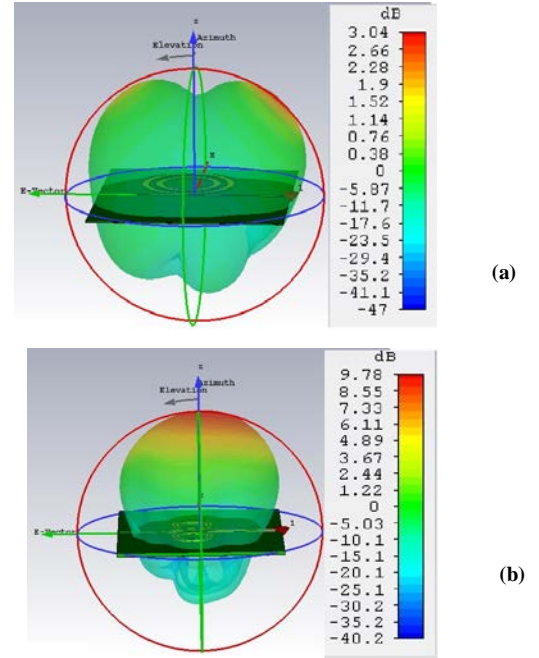 z
Azimuth
Elevation
x
E-Vector
1
dB
3.04
2.66
2.28
1.9
1.52
1.14
0.76
0.38
0
-5.87
-11.7
-17.6
-23.5
-29.4
-35.2
-41.1
-47
(a)
z
Azimuth
Elevation
E-Vector
1
dB
9.78
8.55
7.33
6.11
4.89
3.67
2.44
1.22
0
-5.03
-10.1
-15.1
-20.1
-25.1
-30.2
-35.2
-40.2
(b)